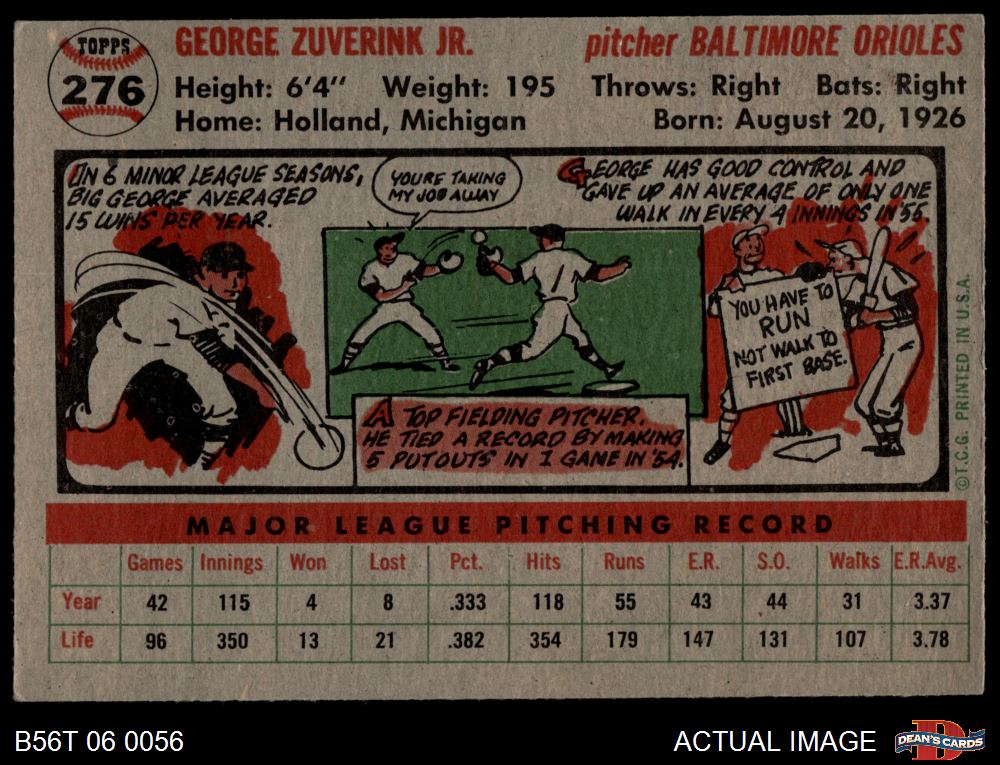 TOPPS
276
GEORGE ZUVERINK JR.
pitcher BALTIMORE ORIOLES
Height: 6'4" Weight: 195 Throws: Right Bats: Right
Home: Holland, Michigan Born: August 20, 1926
IN 6 MINOR LEAGUE SEASONS,
BIG GEORGE AVERAGED
15 WINS PER YEAR.
YOU'RE TAKING
MY JOB AWAY
GEORGE HAS GOOD CONTROL AND
GAVE UP AN AVERAGE OF ONLY ONE
WALK IN EVERY 4 INNINGS IN '55.
YOU HAVE TO
RUN
NOT WALK TO
FIRST BASE.
A TOP FIELDING PITCHER.
HE TIED A RECORD BY MAKING
5 PUTOUTS IN 1 GAME IN '54.
©T.C.G. PRINTED IN U.S.A.
MAJOR LEAGUE PITCHING RECORD
Games Innings Won Lost Pct. Hits Runs E.R. S.O. Walks E.R.Avg.
Year 42 115 4 8 .333 118 55 43 44 31 3.37
Life 96 350 13 21 .382 354 179 147 131 107 3.78
B56T 06 0056
ACTUAL IMAGE
DEAN'S CARDS